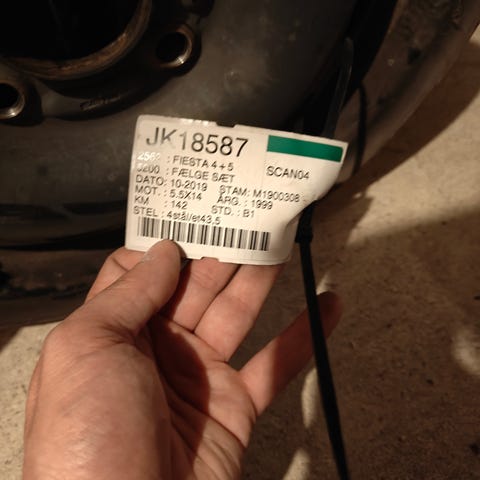 JK18587
: FIESTA 4+5
SCAN04
: FÆLGE SÆT
DATO: 10-2019 STAM: M1900308 -
MOT. : 5.5X14 ÅRG. : 1999
KM : 142 STD. : B1
STEL : 4stål/et43,5